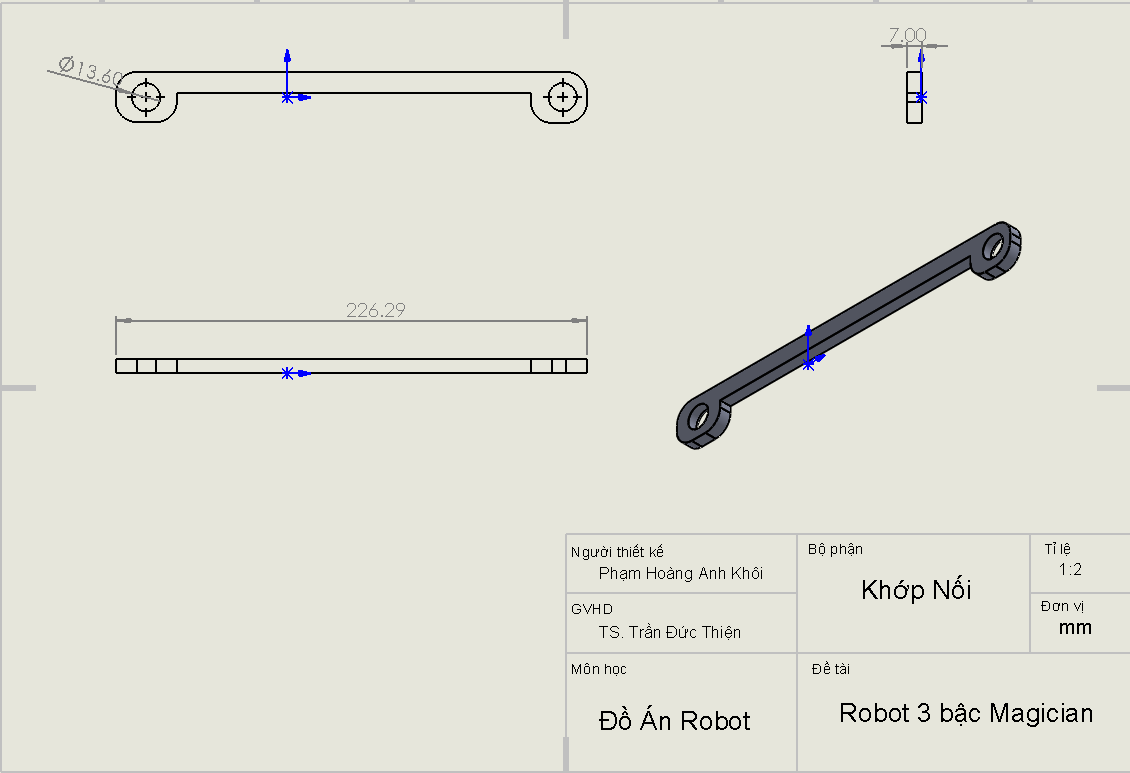 Ø13.60
7.00
226.29
Người thiết kế
Phạm Hoàng Anh Khôi
Bộ phận
Khớp Nối
Tỉ lệ
1:2
GVHD
TS. Trần Đức Thiện
Đơn vị
mm
Môn học
Đồ Án Robot
Đề tài
Robot 3 bậc Magician